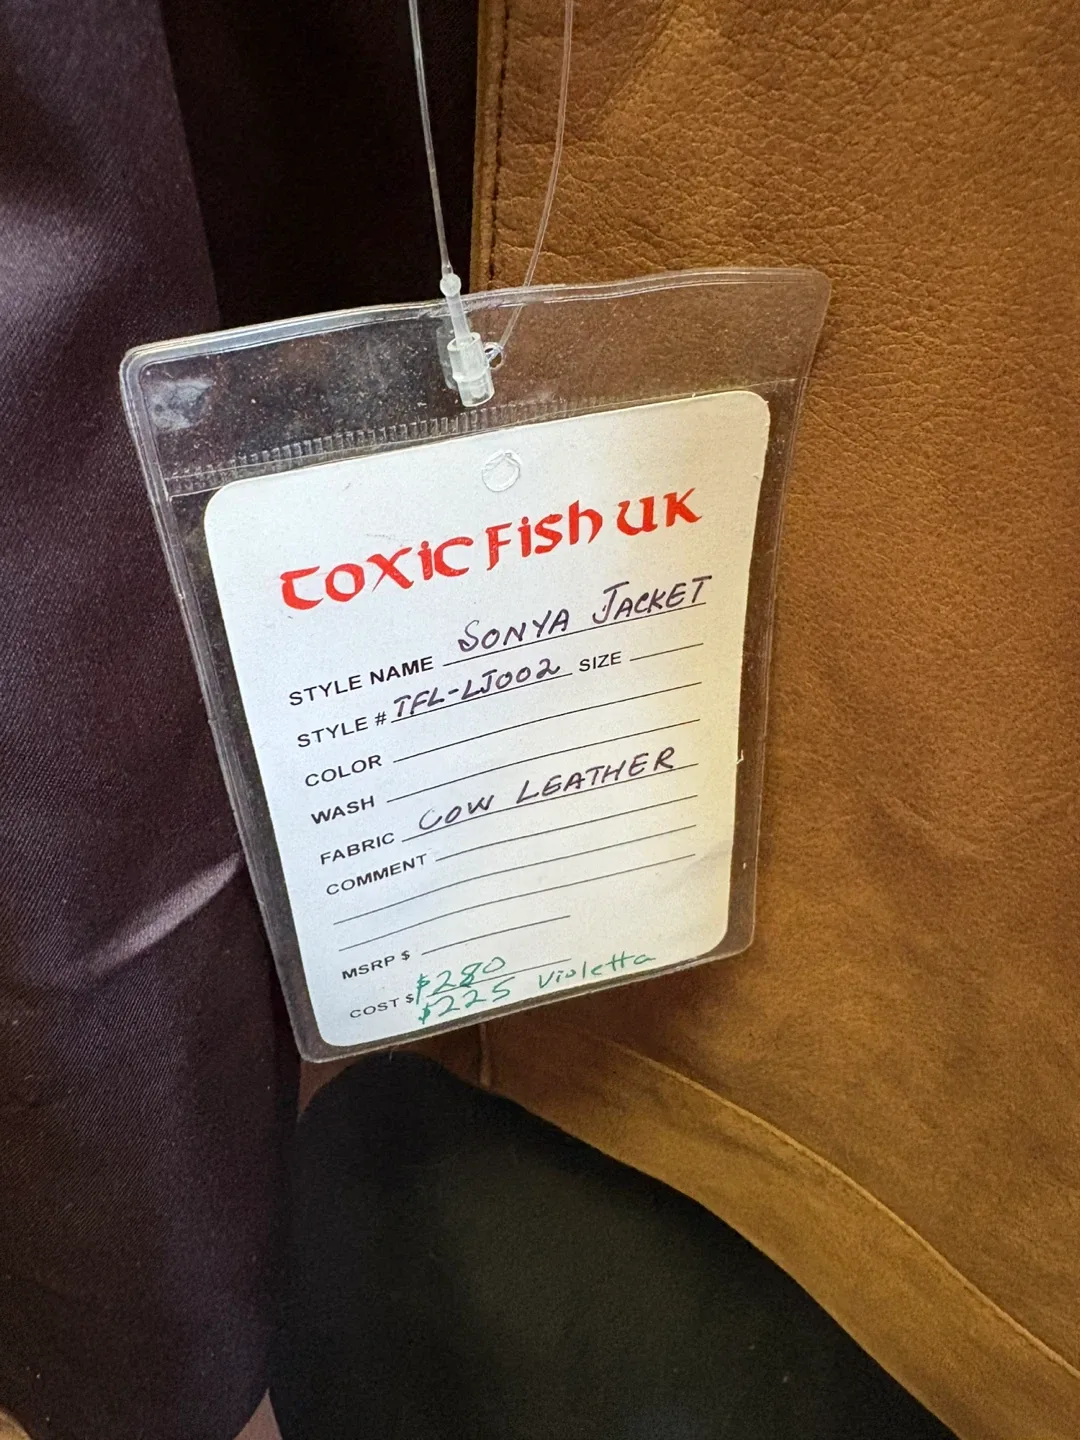 Toxic Fish UK
STYLE NAME SONYA JACKET
STYLE # TFL-LJ002 SIZE
COLOR
WASH
FABRIC COW LEATHER
COMMENT
MSRP $
COST $ $280
$225 Violetta